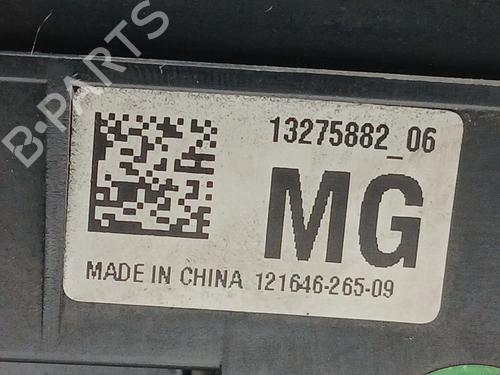 B-PARTS
13275882_06
MG
MADE IN CHINA 121646-265-09